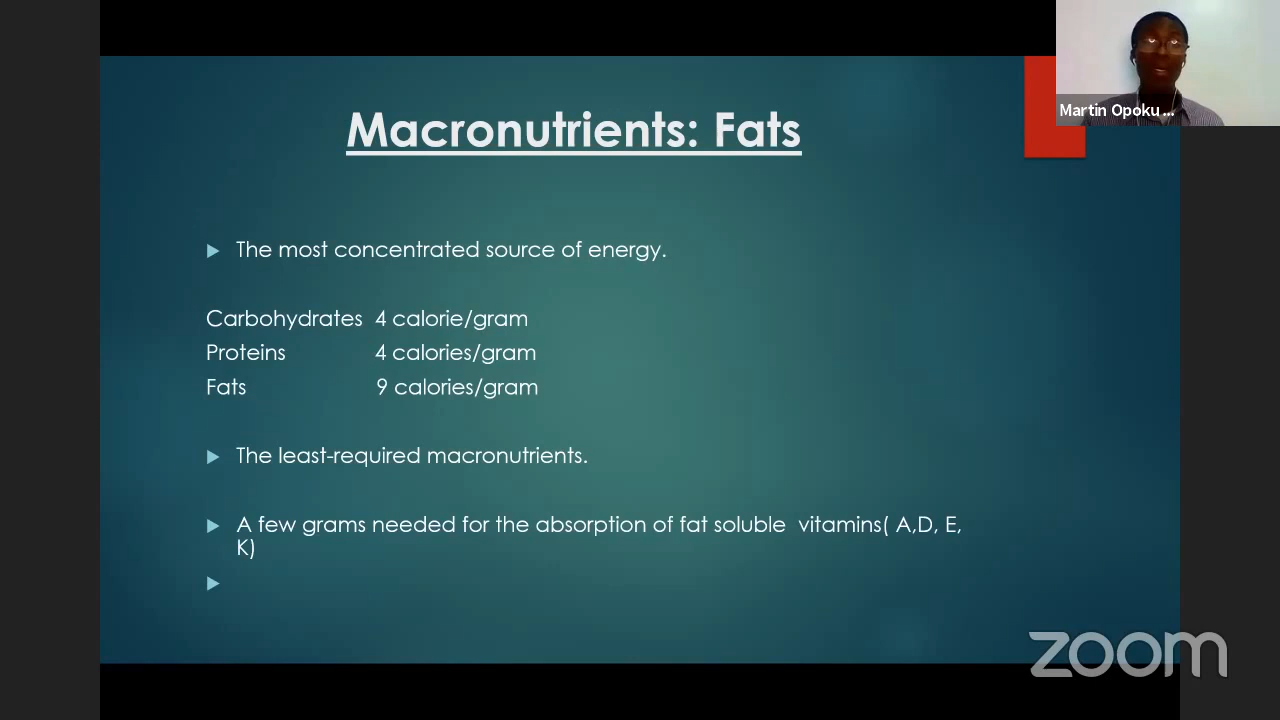 Martin Opoku ...
Macronutrients: Fats
The most concentrated source of energy.
Carbohydrates 4 calorie/gram
Proteins 4 calories/gram
Fats 9 calories/gram
The least-required macronutrients.
A few grams needed for the absorption of fat soluble vitamins( A,D, E,
K)
zoom